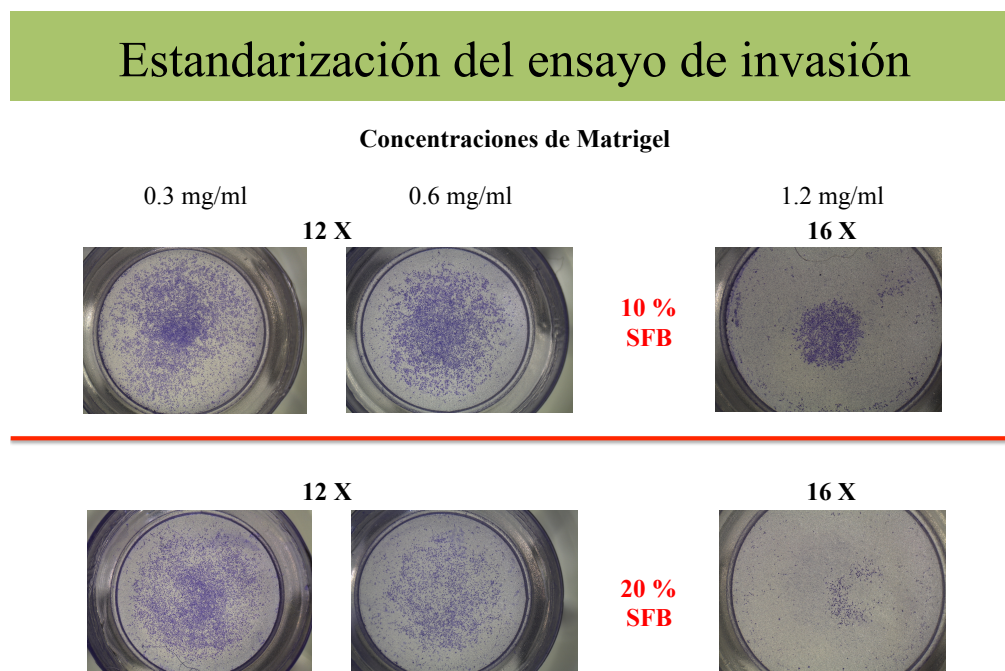 Estandarización del ensayo de invasión
Concentraciones de Matrigel
0.3 mg/ml
0.6 mg/ml
1.2 mg/ml
12 X
16 X
10 %
SFB
12 X
16 X
20 %
SFB